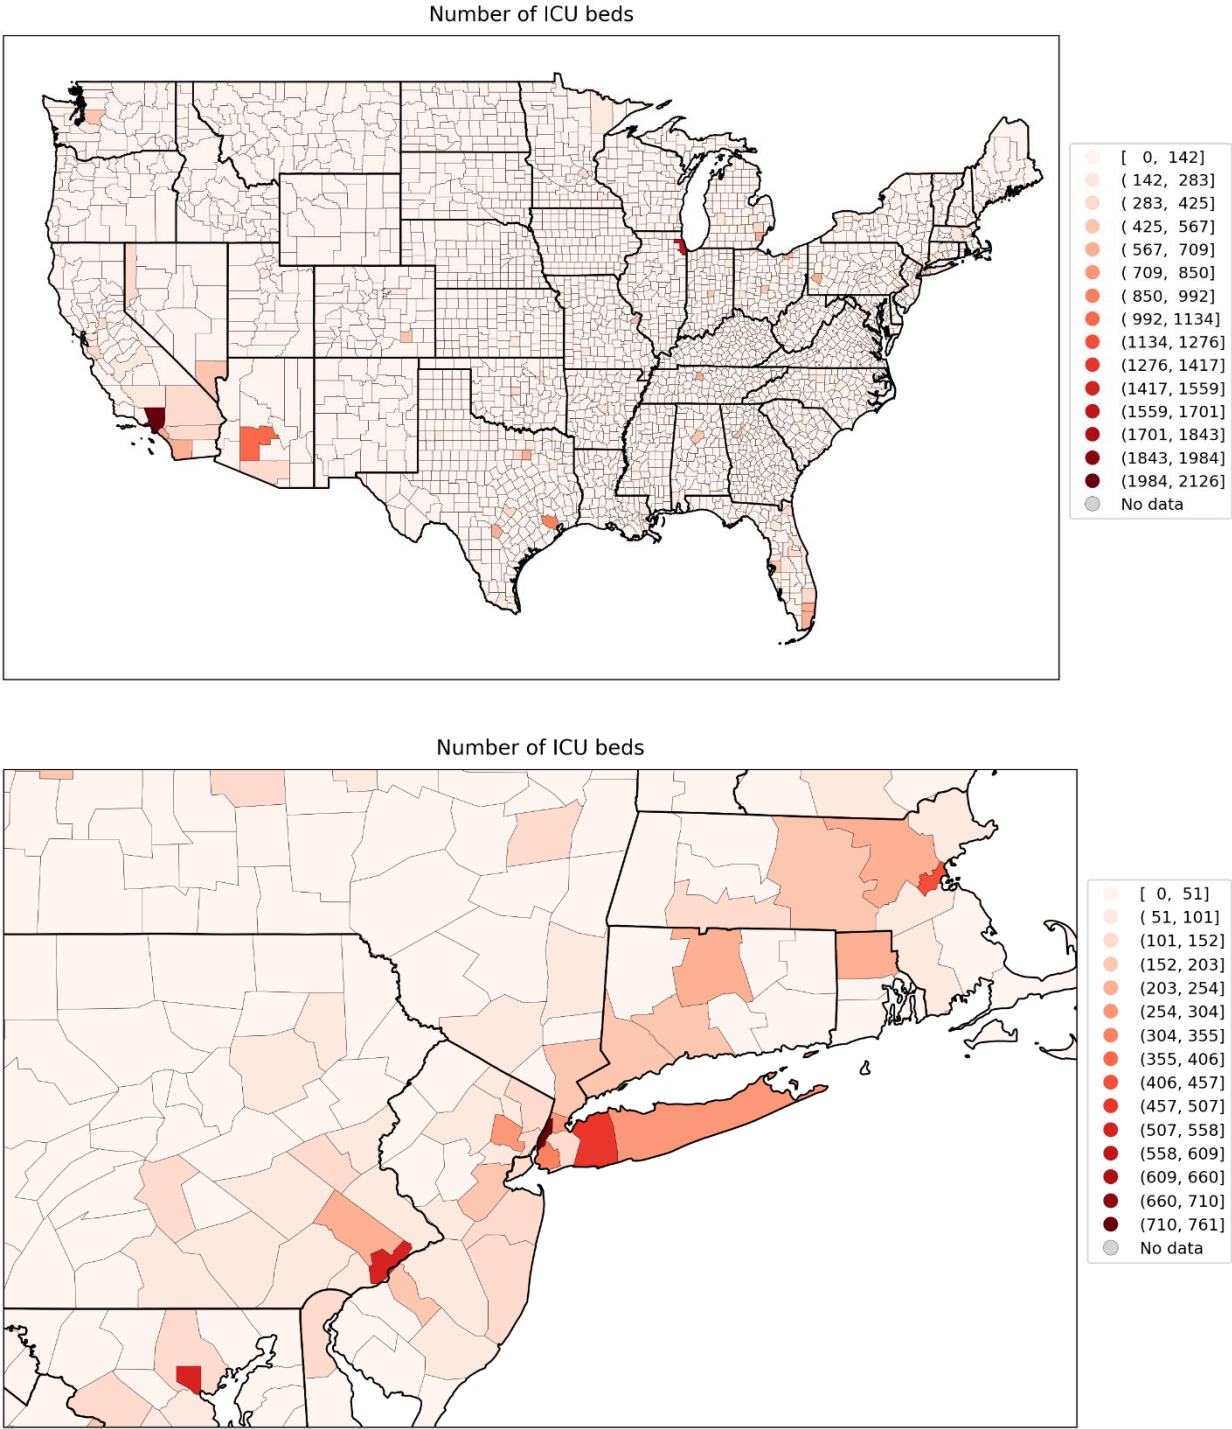 Number of ICU beds
[   0,  142]
( 142,  283]
( 283,  425]
( 425,  567]
( 567,  709]
( 709,  850]
( 850,  992]
( 992, 1134]
(1134, 1276]
(1276, 1417]
(1417, 1559]
(1559, 1701]
(1701, 1843]
(1843, 1984]
(1984, 2126]
No data
Number of ICU beds
[  0,  51]
( 51, 101]
(101, 152]
(152, 203]
(203, 254]
(254, 304]
(304, 355]
(355, 406]
(406, 457]
(457, 507]
(507, 558]
(558, 609]
(609, 660]
(660, 710]
(710, 761]
No data